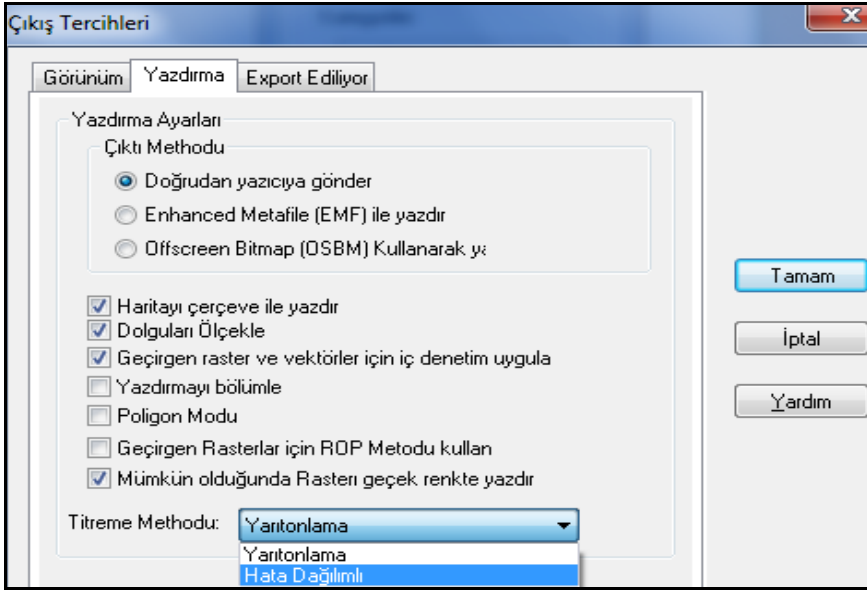 Çıkış Tercihleri
Görünüm Yazdırma Export Ediliyor
Yazdırma Ayarları
Çıktı Methodu
Doğrudan yazıcıya gönder
Enhanced Metafile (EMF) ile yazdır
Offscreen Bitmap (OSBM) Kullanarak ya
Tamam
Haritayı çerçeve ile yazdır
Dolguları Ölçekle
İptal
Geçirgen raster ve vektörler için iç denetim uygula
Yazdırmayı bölümle
Yardım
Poligon Modu
Geçirgen Rasterlar için ROP Metodu kullan
Mümkün olduğunda Rasterı geçek renkte yazdır
Titreme Methodu: Yarıtonlama
Yarıtonlama
Hata Dağılımlı